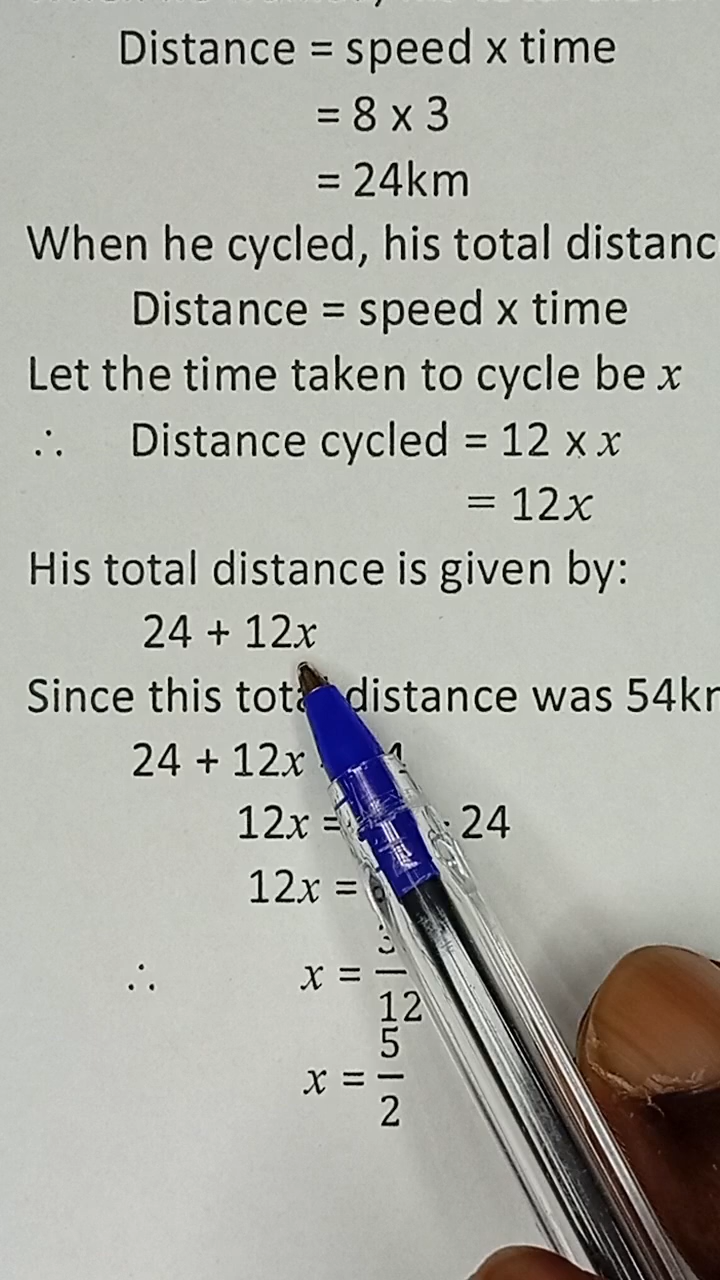 Distance = speed x time
= 8 x 3
= 24km
When he cycled, his total distanc
Distance = speed x time
Let the time taken to cycle be x
∴ Distance cycled = 12 x x
= 12x
His total distance is given by:
24 + 12x
Since this distance was 54k
24 + 12x
12x = 24
12x =
∴ x = /12
x = 5/2